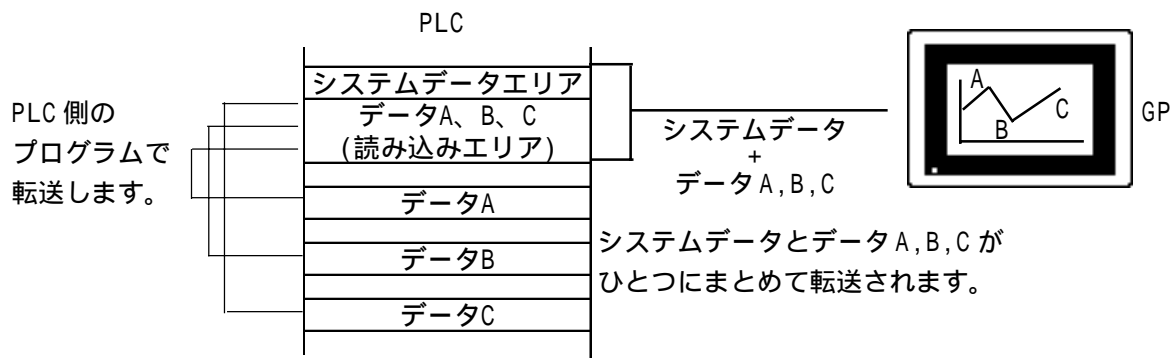 PLC
システムデータエリア
データA、B、C
(読み込みエリア)
データA
データB
データC
PLC側の
プログラムで
転送します。
システムデータ
+
データA,B,C
A
B
C
GP
システムデータとデータA,B,Cが
ひとつにまとめて転送されます。